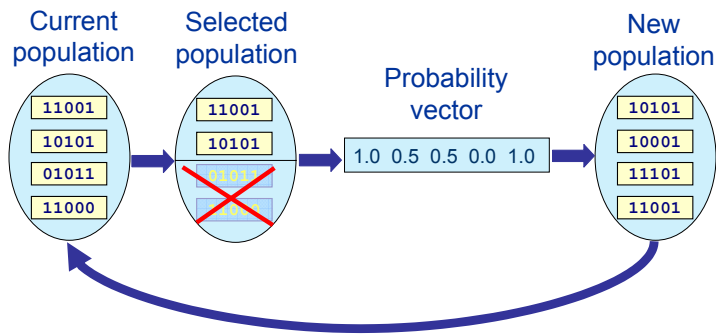 Current
population
11001
10101
01011
11000
Selected
population
11001
10101
01011
11000
Probability
vector
1.0 0.5 0.5 0.0 1.0
New
population
10101
10001
11101
11001